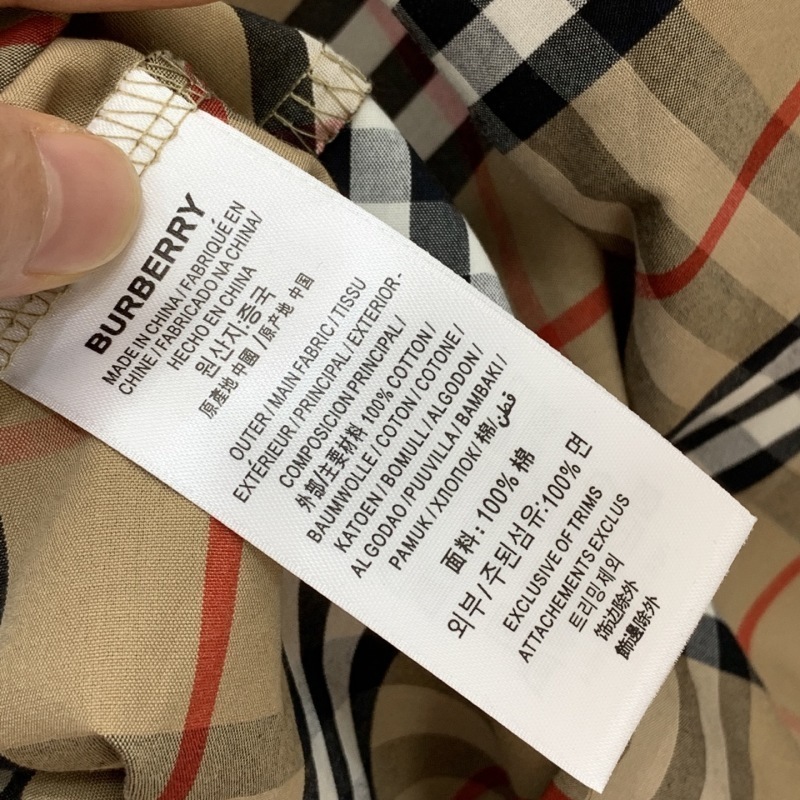 BURBERRY
MADE IN CHINA / FABRIQUÉ EN
CHINE / FABRICADO NA CHINA/
HECHO EN CHINA
원산지:중국
原產地 中國 / 原产地 中国
OUTER / MAIN FABRIC / TISSU
EXTÉRIEUR / PRINCIPAL / EXTERIOR -
COMPOSICIÓN PRINCIPAL /
外部/主要材料 100% COTTON /
BAUMWOLLE / COTON / COTONE /
KATOEN / BOMULL / ALGODON /
ALGODAO / PUUVILLA / BAMBAKI /
PAMUK / ХЛОПОК/ 棉/ قطن
面料: 100% 棉
외부/주된섬유:100% 면
EXCLUSIVE OF TRIMS
ATTACHEMENTS EXCLUS
트리밍제외
饰边除外
飾邊除外